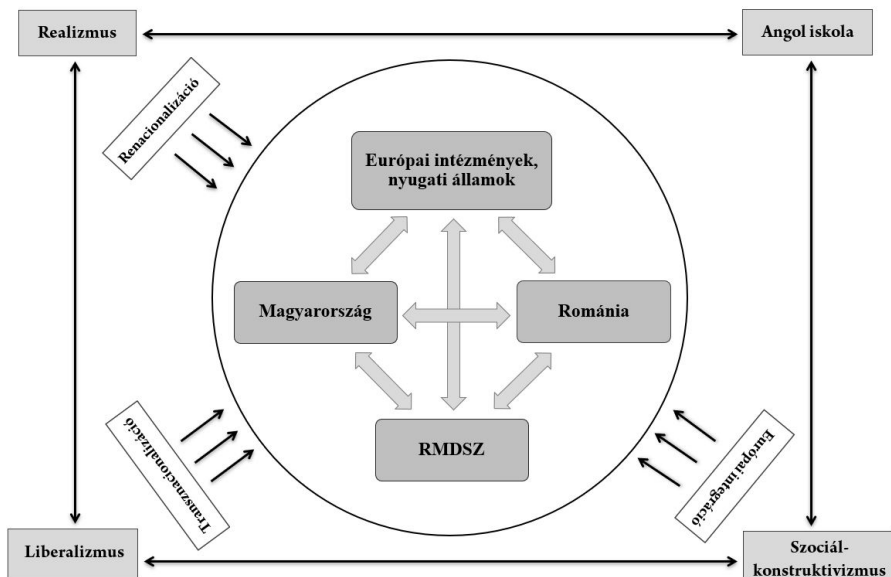 Realizmus
Angol iskola
Renacionalizáció
Európai intézmények,
nyugati államok
Magyarország
Románia
RMDSZ
Transznacionalizáció
Európai integráció
Liberalizmus
Szociál-
konstruktivizmus